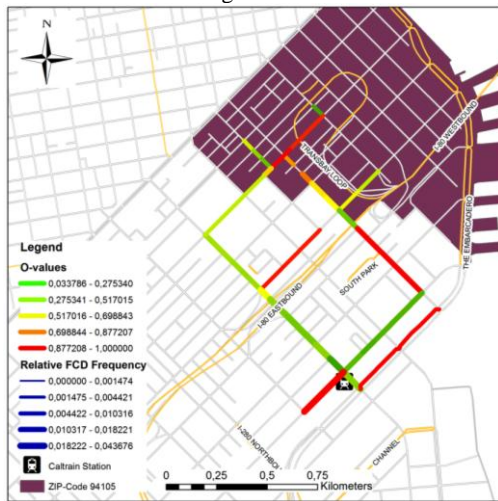 N
TRANSBAY LOOP
I-80 WESTBOUND
THE EMBARCADERO
SOUTH PARK
I-80 EASTBOUND
Legend
O-values
0,033786 - 0,275340
0,275341 - 0,517015
0,517016 - 0,698843
0,698844 - 0,877207
0,877208 - 1,000000
Relative FCD Frequency
0,000000 - 0,001474
0,001475 - 0,004421
0,004422 - 0,010316
0,010317 - 0,018221
0,018222 - 0,043676
Caltrain Station
ZIP-Code 94105
I-280 NORTHBO
CHANNEL
0 0,25 0,5 0,75
Kilometers